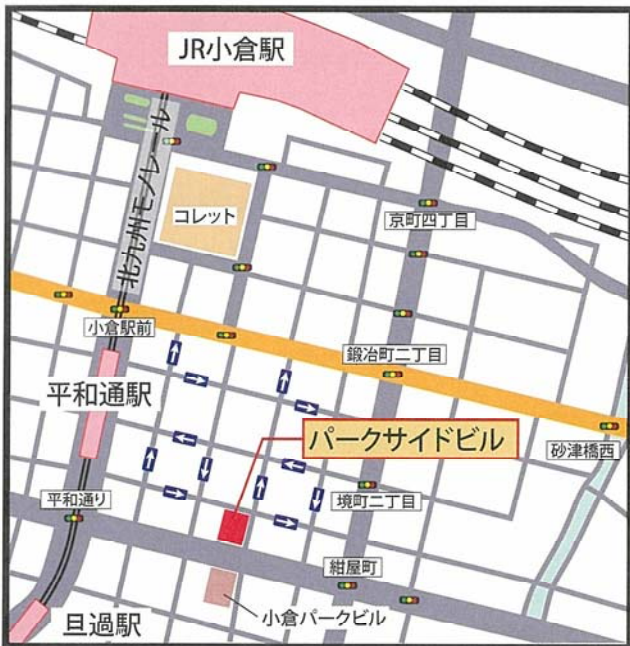 JR小倉駅
北九州モノレール
コレット
京町四丁目
小倉駅前
鍛冶町二丁目
平和通駅
パークサイドビル
砂津橋西
平和通り
境町二丁目
紺屋町
小倉パークビル
旦過駅